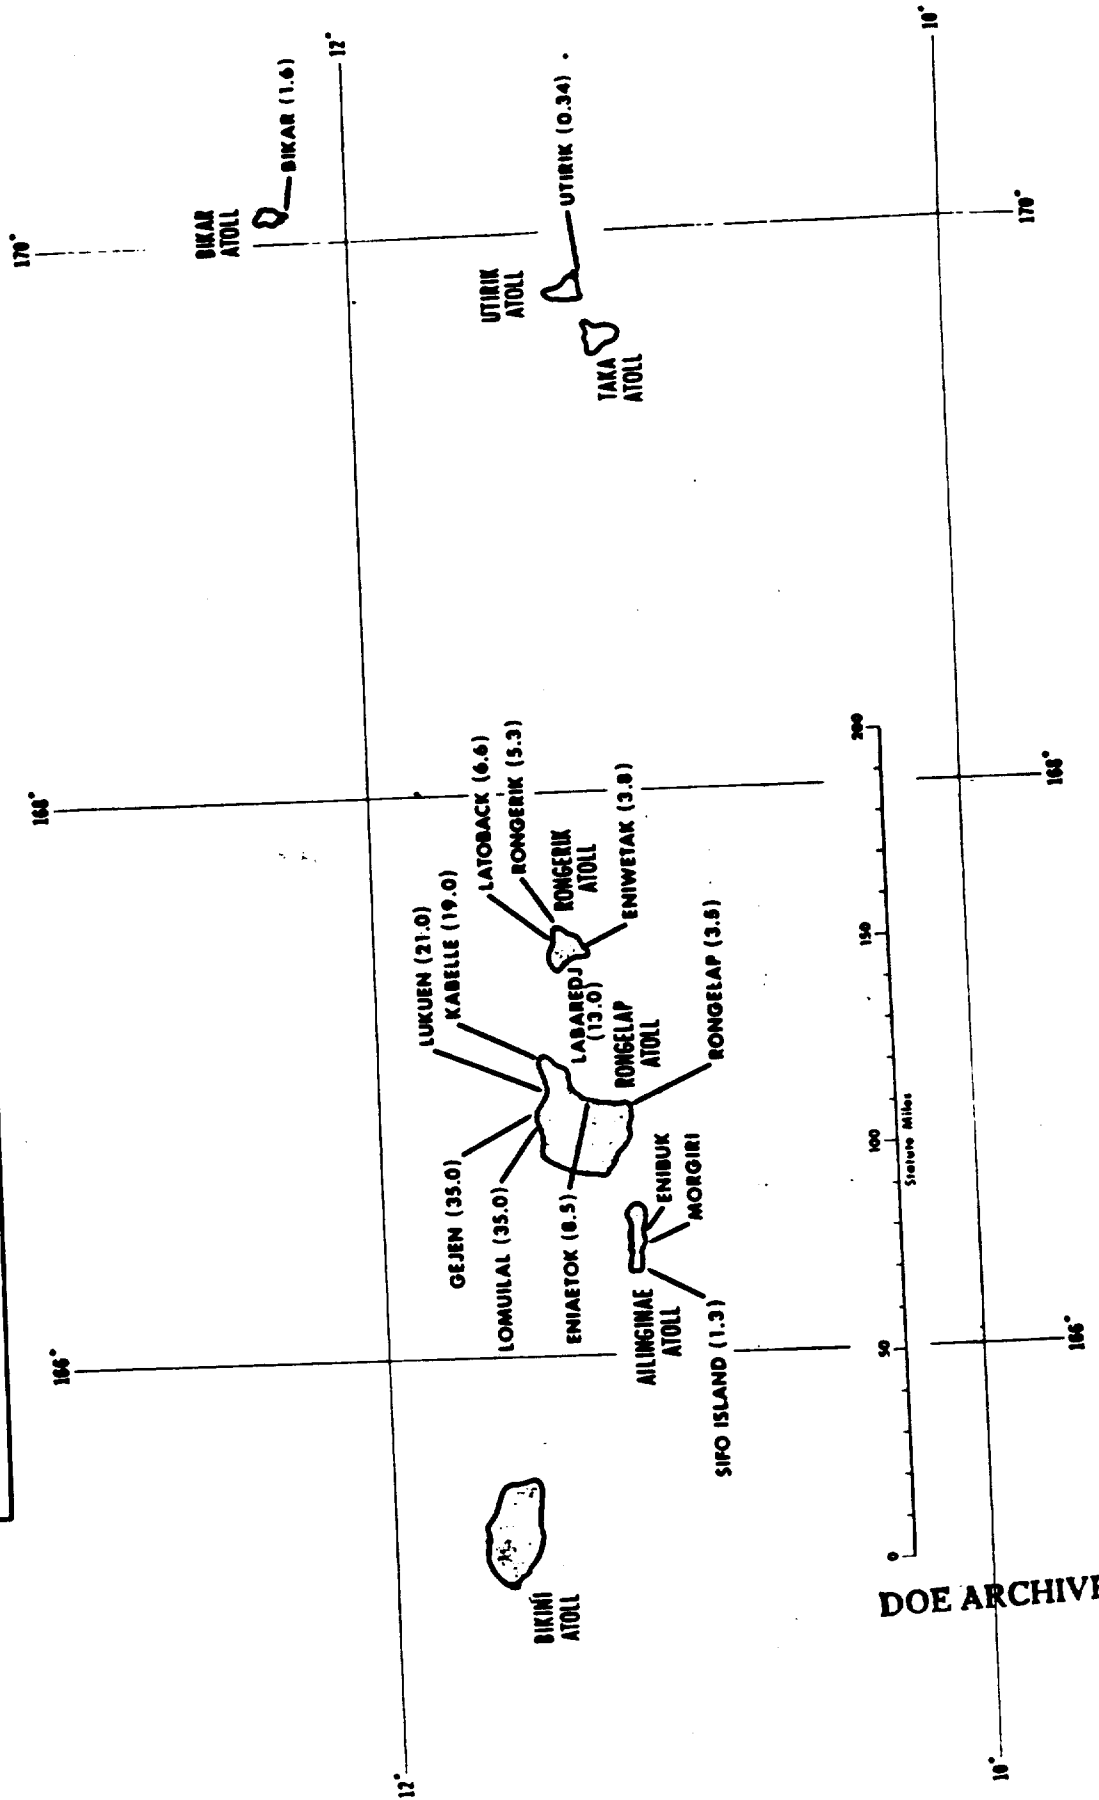 170°
168°
166°
BIKAR
ATOLL
BIKAR (1.6)
12°
12°
UTIRIK
ATOLL
UTIRIK (0.34)
TAKA
ATOLL
LATOBACK (6.6)
RONGERIK (5.3)
RONGERIK
ATOLL
ENIWETAK (3.8)
LUKUEN (21.0)
KABELLE (19.0)
LABAREDJ
(13.0)
RONGELAP
ATOLL
RONGELAP (3.5)
GEJEN (35.0)
LOMUILAL (35.0)
ENIAETOK (8.5)
ENIBUK
MORGIRI
AILINGINAE
ATOLL
SIFO ISLAND (1.3)
BIKINI
ATOLL
0
50
100
150
200
Statute Miles
10°
10°
166°
168°
170°
DOE ARCHIVE